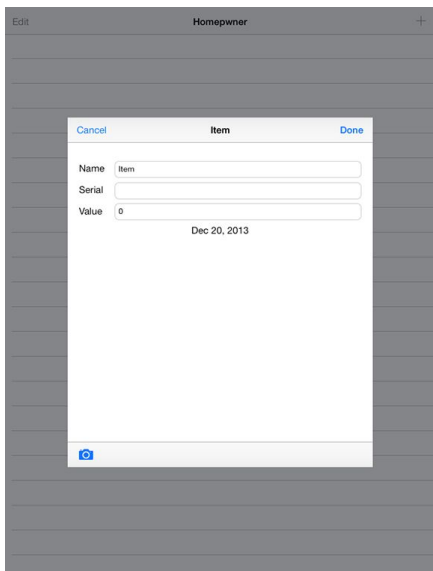 Edit Homepwner +
Cancel Item Done
Name Item
Serial
Value 0
Dec 20, 2013